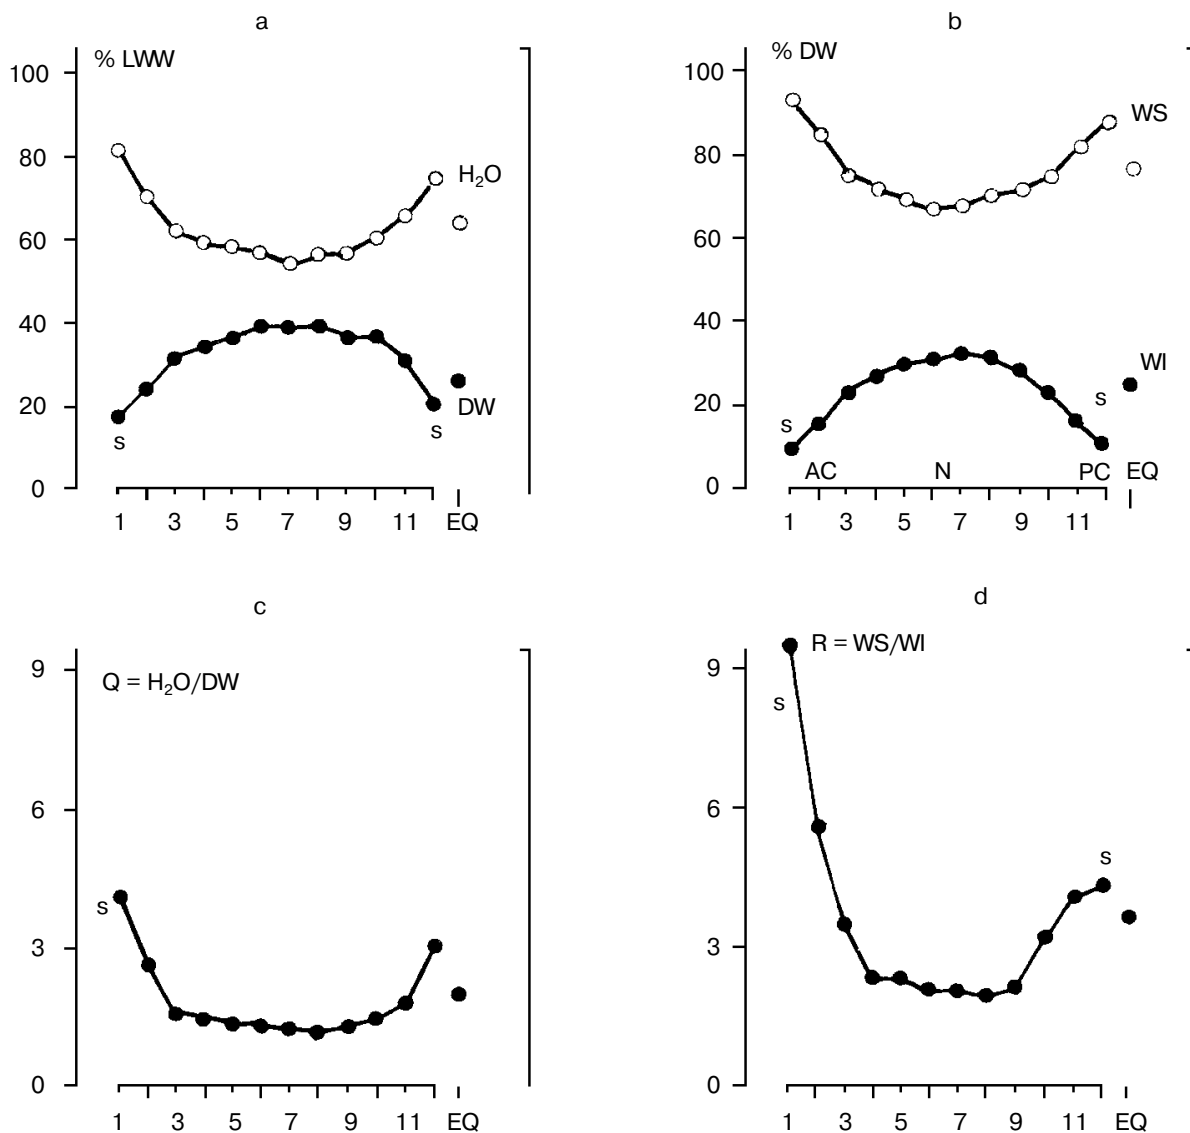 a
% LWW
100
80
60
40
20
0
H₂O
DW
s
s
1 3 5 7 9 11 EQ
b
% DW
100
80
60
40
20
0
WS
WI
s
s
AC N PC EQ
1 3 5 7 9 11
c
Q = H₂O/DW
9
6
3
0
s
1 3 5 7 9 11 EQ
d
R = WS/WI
9
6
3
0
s
s
1 3 5 7 9 11 EQ